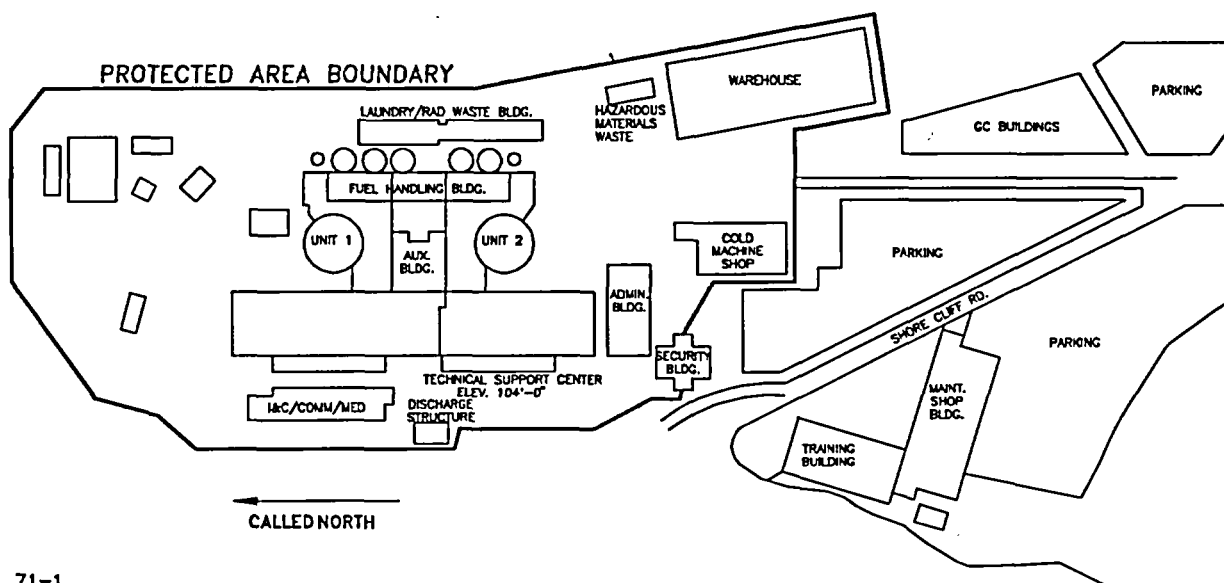 PROTECTED AREA BOUNDARY
LAUNDRY/RAD WASTE BLDG.
HAZARDOUS
MATERIALS
WASTE
WAREHOUSE
PARKING
GC BUILDINGS
FUEL HANDLING BLDG.
UNIT 1
AUX.
BLDG.
UNIT 2
COLD
MACHINE
SHOP
PARKING
ADMIN.
BLDG.
SHORE CLIFF RD.
PARKING
SECURITY
BLDG.
TECHNICAL SUPPORT CENTER
ELEV. 104'-0"
I&C/COMM/MED
DISCHARGE
STRUCTURE
MAINT.
SHOP
BLDG.
TRAINING
BUILDING
CALLED NORTH
71-1